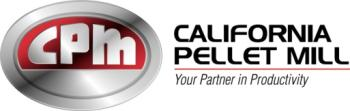 CPM
CALIFORNIA
PELLET MILL
Your Partner in Productivity